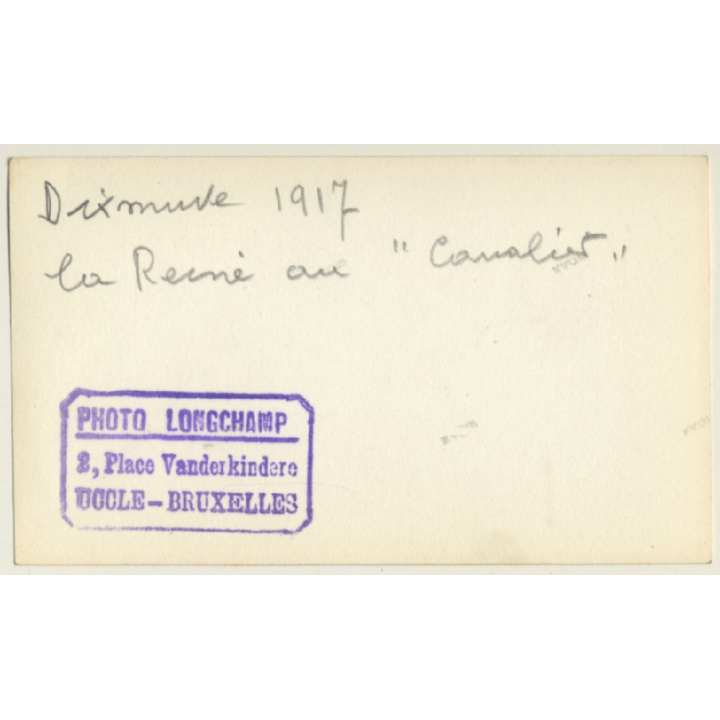 Dixmude 1917
la Reine au "Cavalier"
PHOTO LONGCHAMP
2, Place Vanderkindere
UCCLE-BRUXELLES